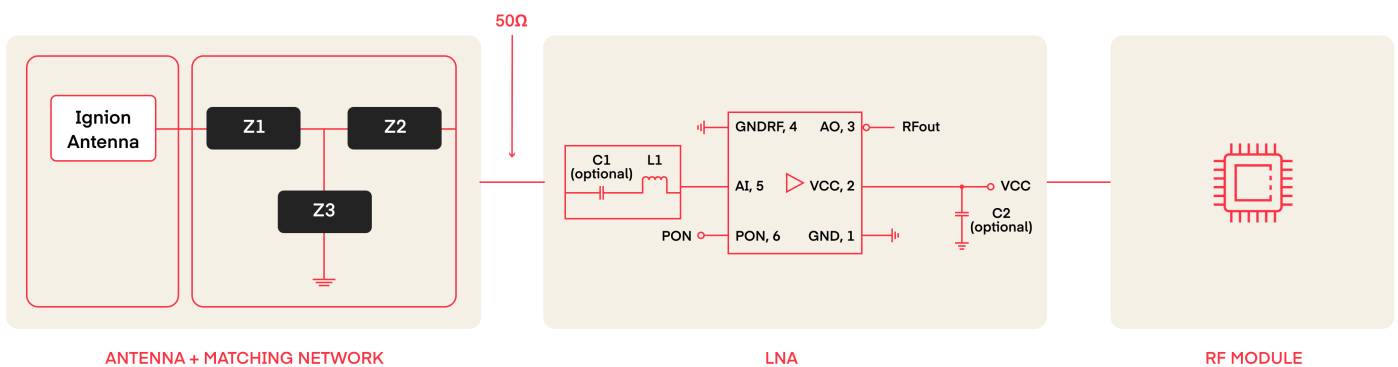 50Ω
Ignion
Antenna
Z1
Z2
Z3
C1
(optional)
L1
GNDRF, 4
AO, 3
RFout
AI, 5
VCC, 2
VCC
C2
(optional)
PON
PON, 6
GND, 1
ANTENNA + MATCHING NETWORK
LNA
RF MODULE